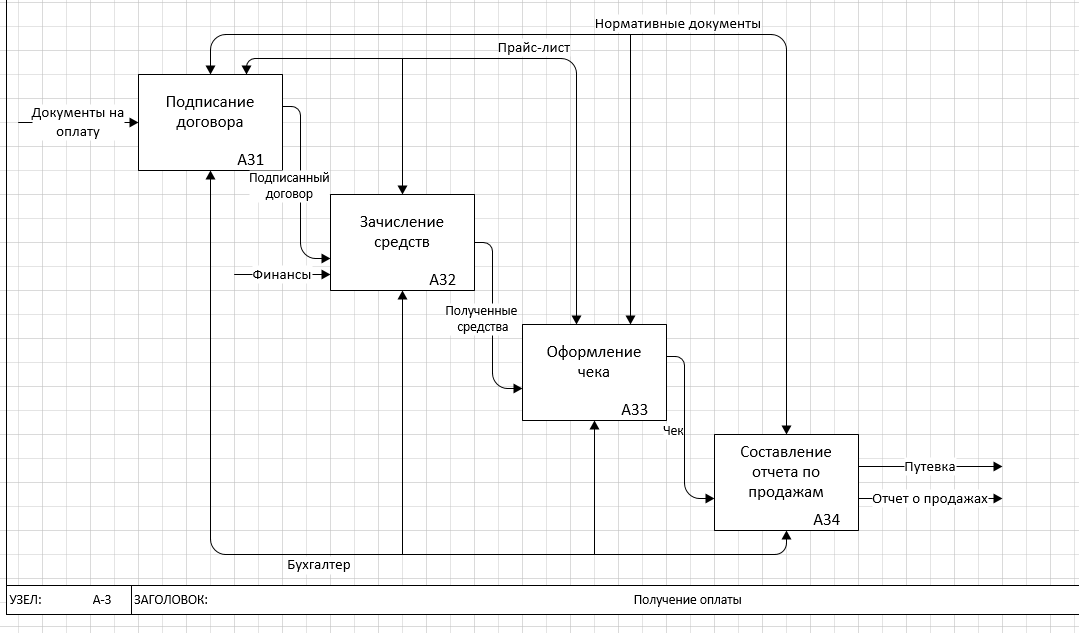 Нормативные документы
Прайс-лист
Документы на
оплату
Подписание
договора
А31
Подписанный
договор
Зачисление
средств
А32
Финансы
Полученные
средства
Оформление
чека
А33
Чек
Составление
отчета по
продажам
А34
Путевка
Отчет о продажах
Бухгалтер
УЗЕЛ: А-3 ЗАГОЛОВОК: Получение оплаты